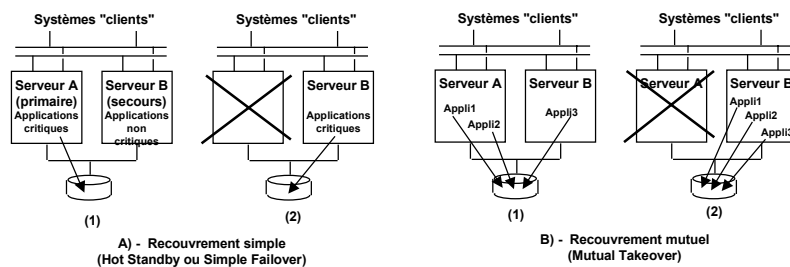 Systèmes "clients"
Serveur A
(primaire)
Applications
critiques
Serveur B
(secours)
Applications
non
critiques
(1)
Systèmes "clients"
Serveur B
Applications
critiques
(2)
A) - Recouvrement simple
(Hot Standby ou Simple Failover)
Systèmes "clients"
Serveur A
Appli1
Appli2
Serveur B
Appli3
(1)
Systèmes "clients"
Serveur A
Serveur B
Appli1
Appli2
Appli3
(2)
B) - Recouvrement mutuel
(Mutual Takeover)